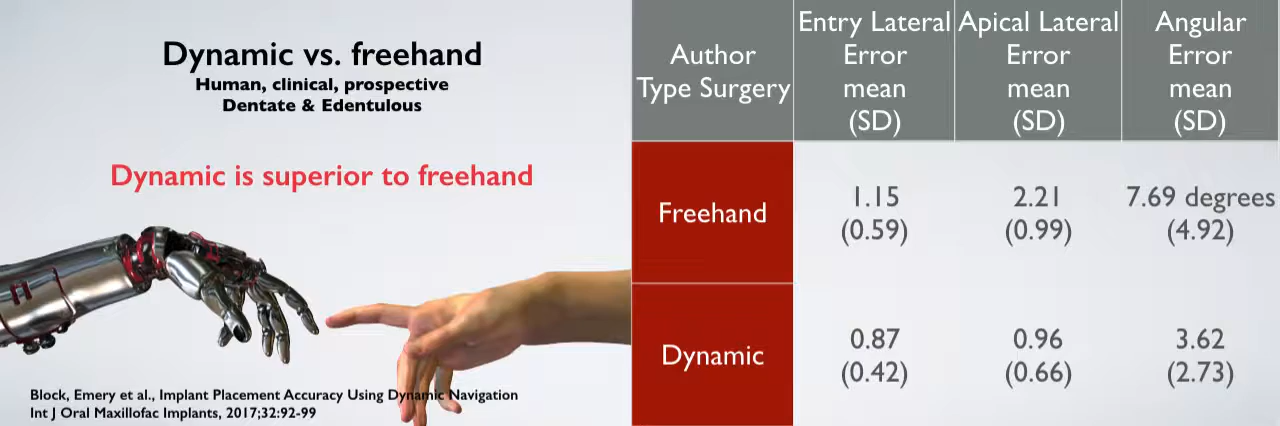 Dynamic vs. freehand
Human, clinical, prospective
Dentate & Edentulous
Dynamic is superior to freehand
Block, Emery et al., Implant Placement Accuracy Using Dynamic Navigation
Int J Oral Maxillofac Implants, 2017;32:92-99
Author
Type Surgery
Entry Lateral
Error
mean
(SD)
Apical Lateral
Error
mean
(SD)
Angular
Error
mean
(SD)
Freehand
1.15
(0.59)
2.21
(0.99)
7.69 degrees
(4.92)
Dynamic
0.87
(0.42)
0.96
(0.66)
3.62
(2.73)